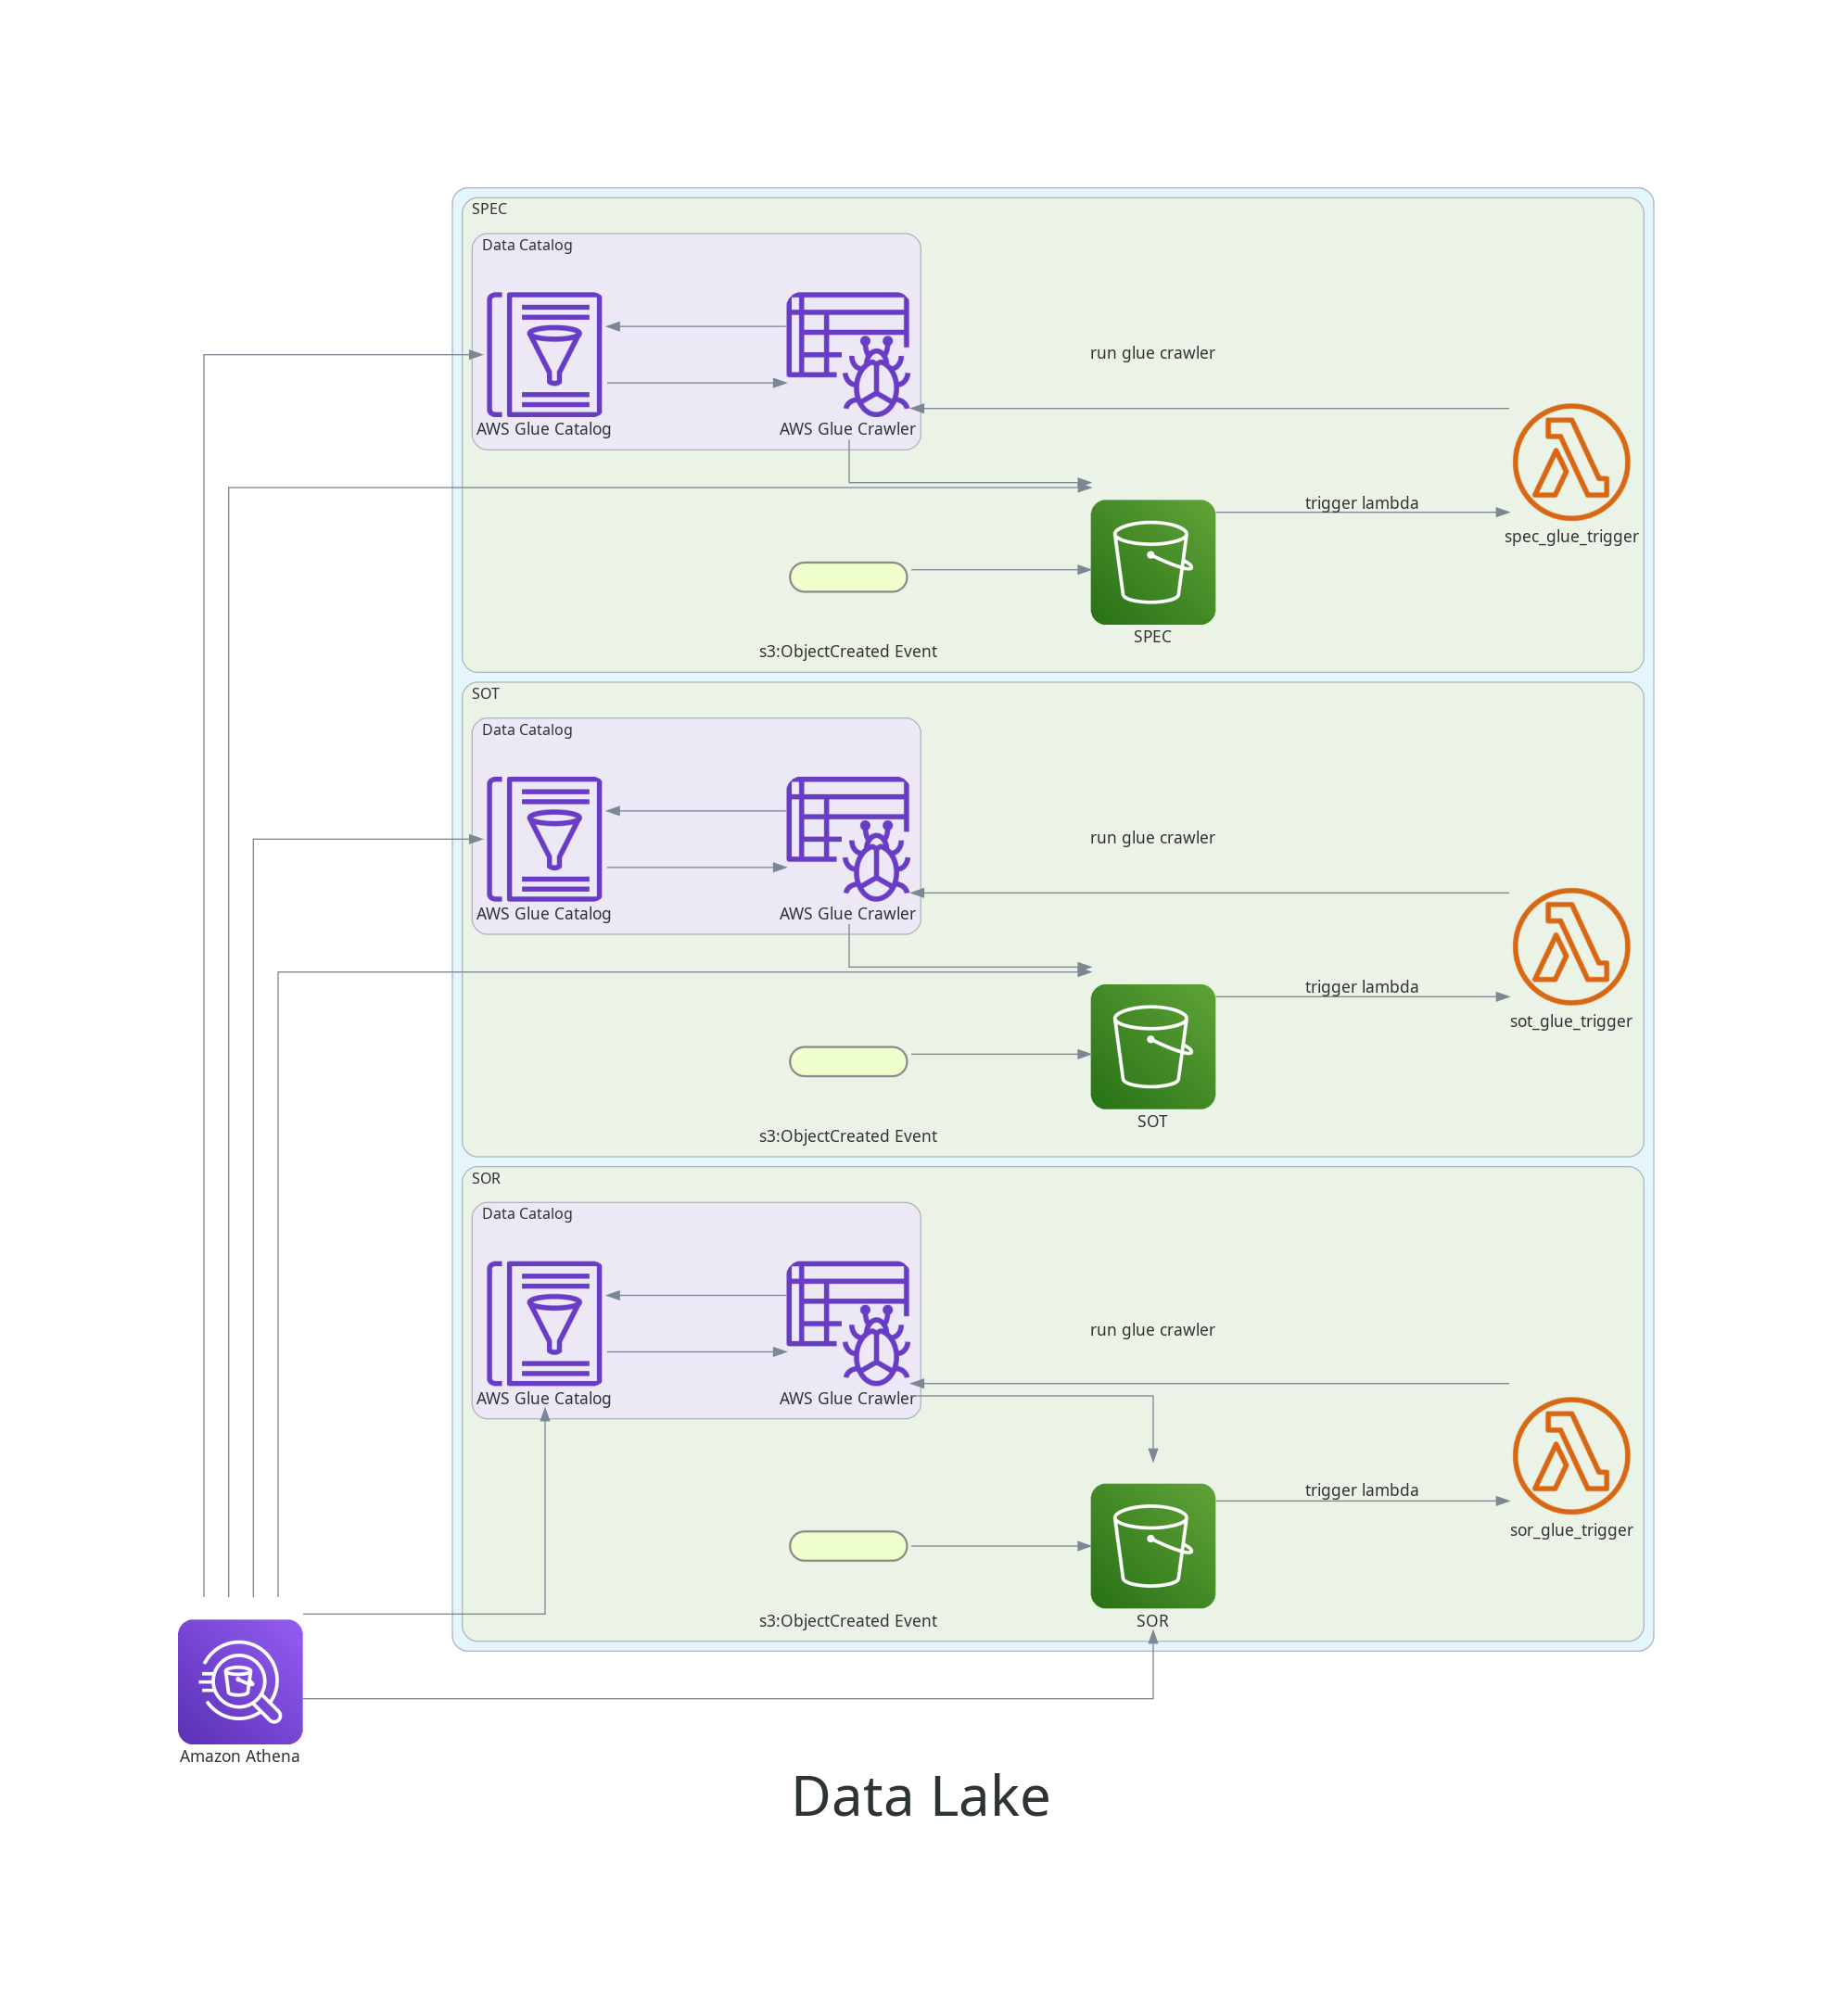 SPEC
Data Catalog
run glue crawler
AWS Glue Catalog
AWS Glue Crawler
trigger lambda
spec_glue_trigger
SPEC
s3:ObjectCreated Event
SOT
Data Catalog
run glue crawler
AWS Glue Catalog
AWS Glue Crawler
trigger lambda
sot_glue_trigger
SOT
s3:ObjectCreated Event
SOR
Data Catalog
run glue crawler
AWS Glue Catalog
AWS Glue Crawler
trigger lambda
sor_glue_trigger
s3:ObjectCreated Event
SOR
Amazon Athena
Data Lake